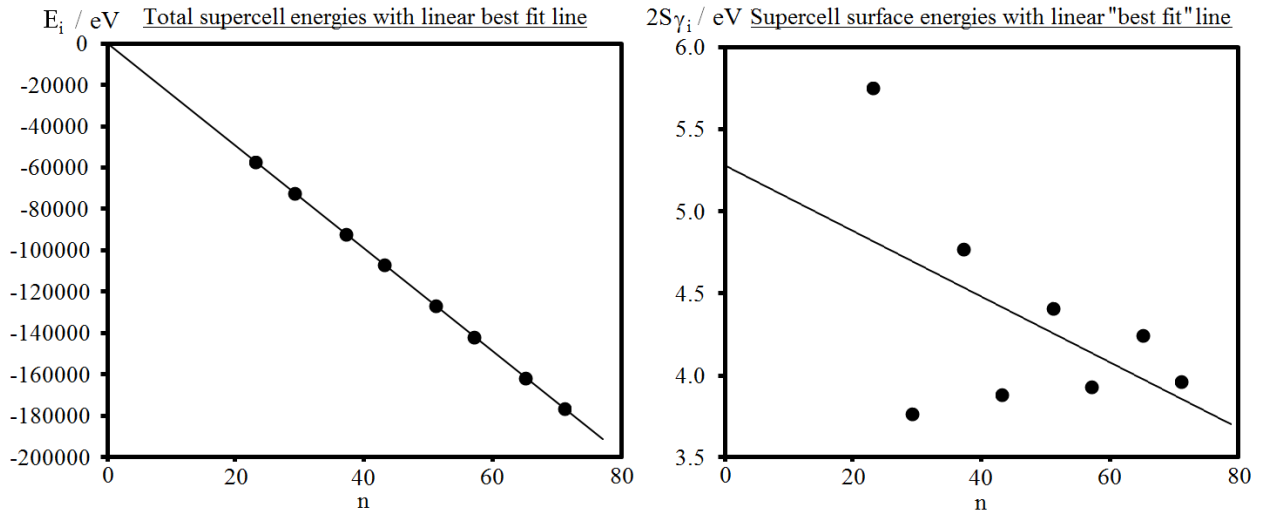 E_i / eV Total supercell energies with linear best fit line
0
-20000
-40000
-60000
-80000
-100000
-120000
-140000
-160000
-180000
-200000
0 20 40 60 80
n
2Sγ_i / eV Supercell surface energies with linear "best fit" line
6.0
5.5
5.0
4.5
4.0
3.5
0 20 40 60 80
n